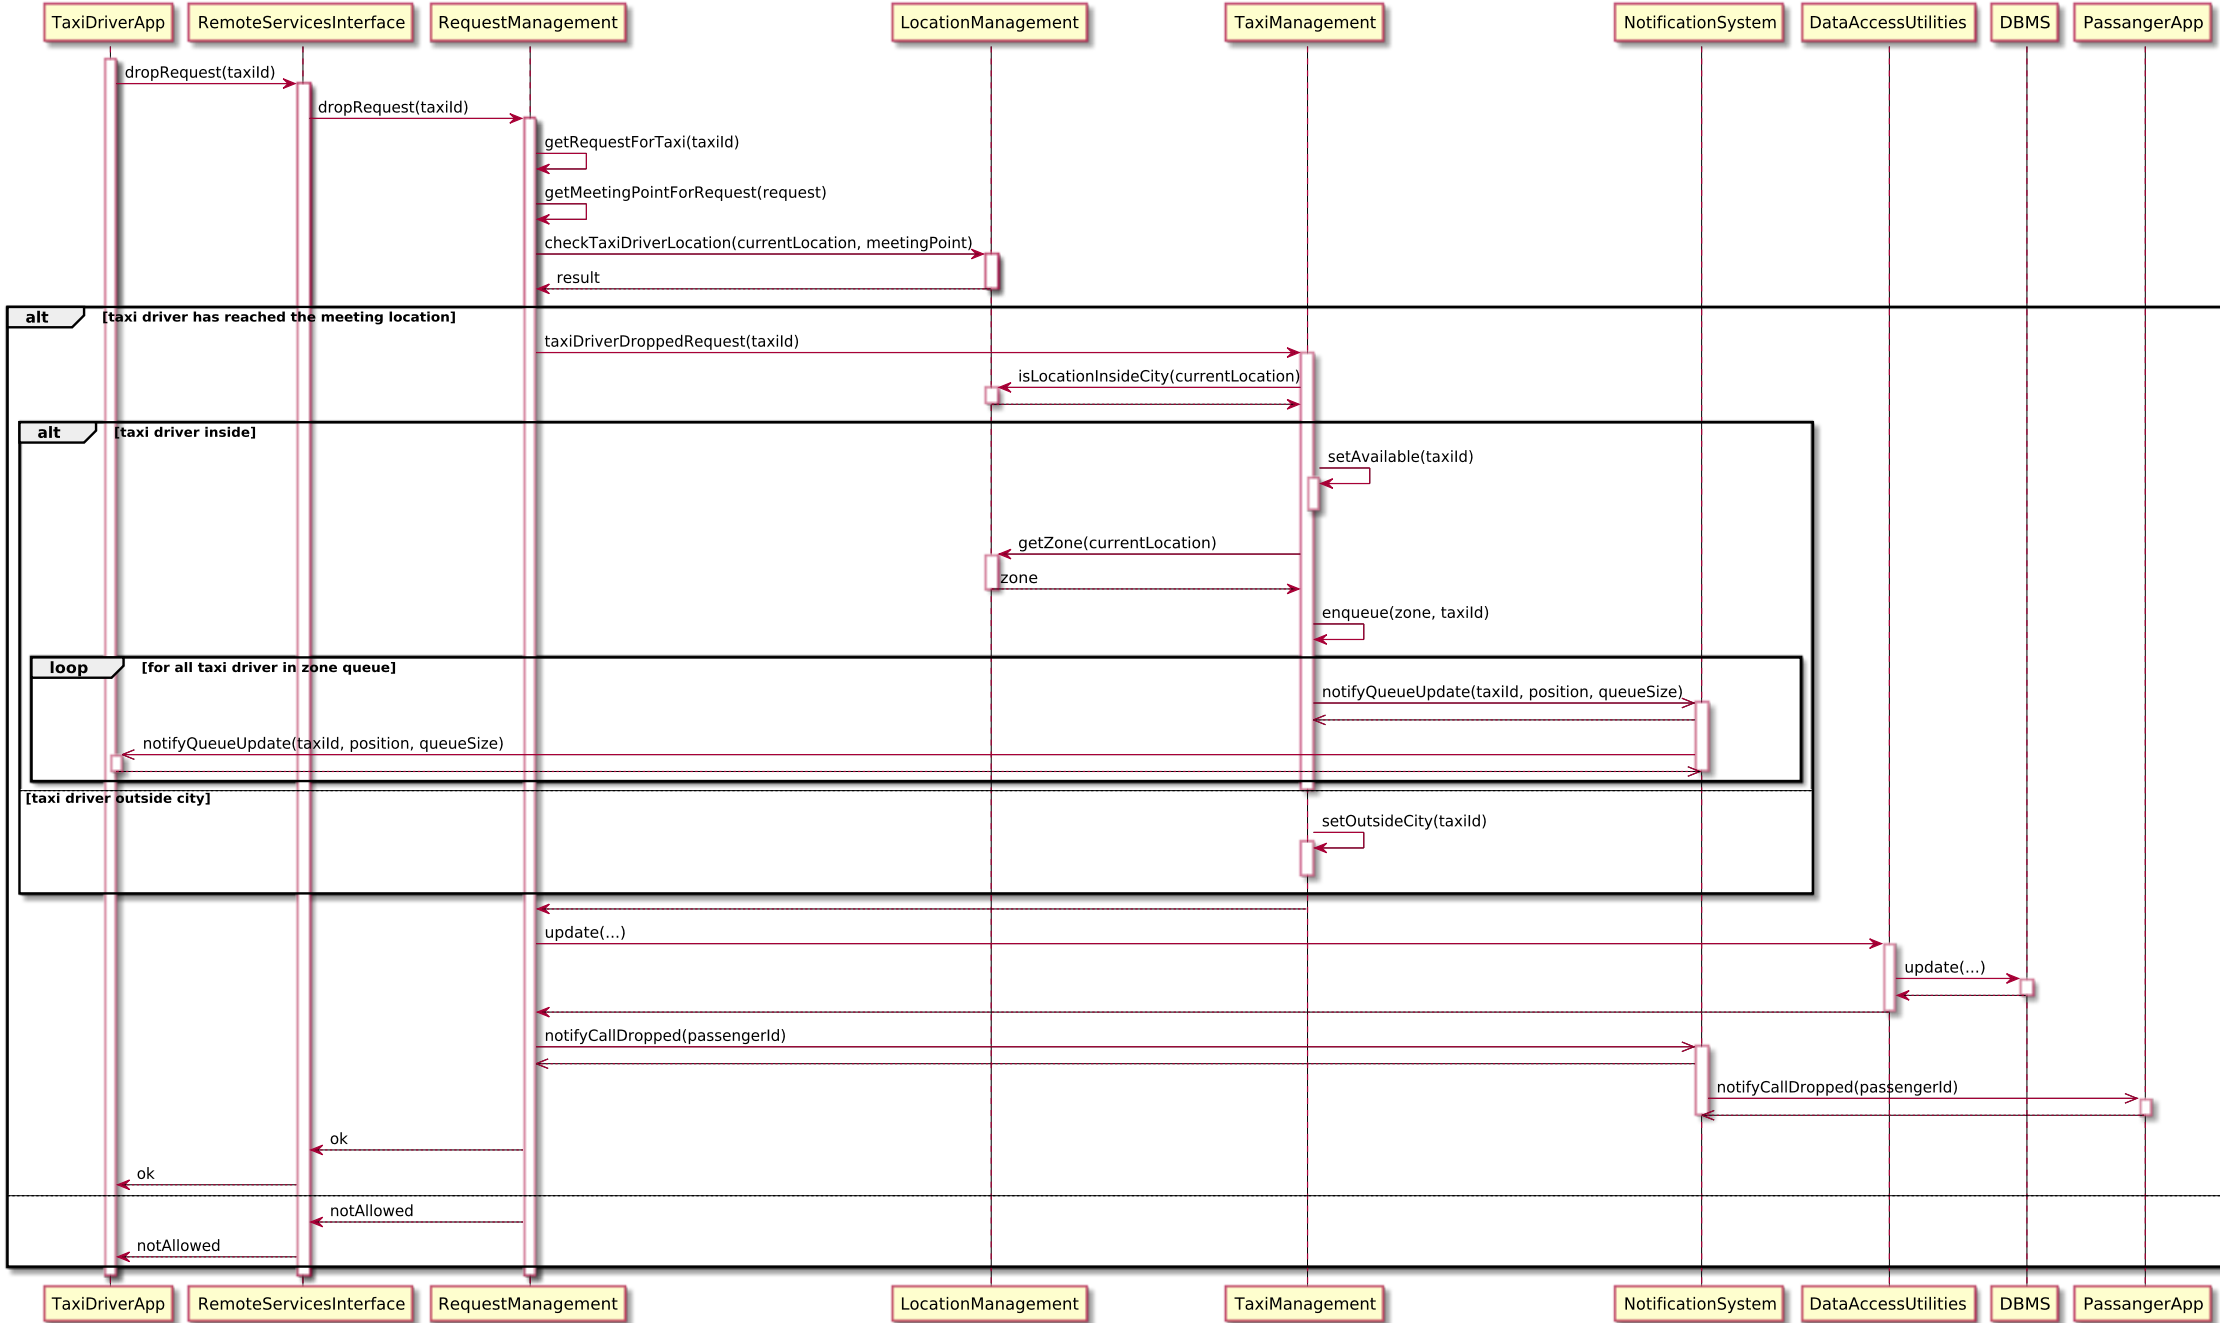 TaxiDriverApp RemoteServicesInterface RequestManagement LocationManagement TaxiManagement NotificationSystem DataAccessUtilities DBMS PassangerApp
dropRequest(taxiId)
dropRequest(taxiId)
getRequestForTaxi(taxiId)
getMeetingPointForRequest(request)
checkTaxiDriverLocation(currentLocation, meetingPoint)
result
alt [taxi driver has reached the meeting location]
taxiDriverDroppedRequest(taxiId)
isLocationInsideCity(currentLocation)
alt [taxi driver inside]
setAvailable(taxiId)
getZone(currentLocation)
zone
enqueue(zone, taxiId)
loop [for all taxi driver in zone queue]
notifyQueueUpdate(taxiId, position, queueSize)
notifyQueueUpdate(taxiId, position, queueSize)
[taxi driver outside city]
setOutsideCity(taxiId)
update(...)
update(...)
notifyCallDropped(passengerId)
notifyCallDropped(passengerId)
ok
ok
notAllowed
notAllowed
TaxiDriverApp RemoteServicesInterface RequestManagement LocationManagement TaxiManagement NotificationSystem DataAccessUtilities DBMS PassangerApp